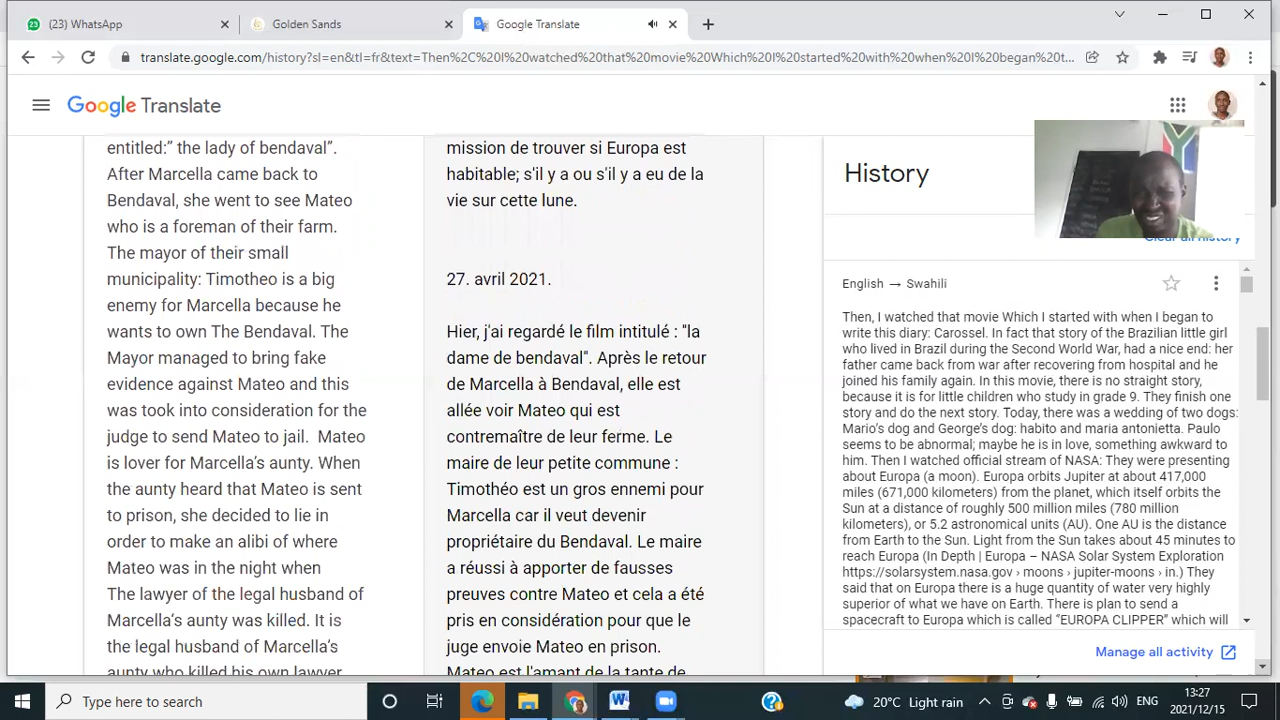 (23) WhatsApp
Golden Sands
Google Translate
translate.google.com/history?sl=en&tl=fr&text=Then%2C%20I%20watched%20that%20movie%20Which%20I%20started%20with%20when%20I%20began%20t...
Google Translate
entitled:” the lady of bendaval”.
After Marcella came back to
Bendaval, she went to see Mateo
who is a foreman of their farm.
The mayor of their small
municipality: Timotheo is a big
enemy for Marcella because he
wants to own The Bendaval. The
Mayor managed to bring fake
evidence against Mateo and this
was took into consideration for the
judge to send Mateo to jail.  Mateo
is lover for Marcella’s aunty. When
the aunty heard that Mateo is sent
to prison, she decided to lie in
order to make an alibi of where
Mateo was in the night when
The lawyer of the legal husband of
Marcella‘s aunty was killed. It is
the legal husband of Marcella’s
aunty who killed his own lawyer
mission de trouver si Europa est
habitable; s'il y a ou s'il y a eu de la
vie sur cette lune.
27. avril 2021.
Hier, j'ai regardé le film intitulé : "la
dame de bendaval". Après le retour
de Marcella à Bendaval, elle est
allée voir Mateo qui est
contremaître de leur ferme. Le
maire de leur petite commune :
Timothéo est un gros ennemi pour
Marcella car il veut devenir
propriétaire du Bendaval. Le maire
a réussi à apporter de fausses
preuves contre Mateo et cela a été
pris en considération pour que le
juge envoie Mateo en prison.
Mateo est l'amant de la tante de
History
Clear all history
English → Swahili
Then, I watched that movie Which I started with when I began to
write this diary: Carossel. In fact that story of the Brazilian little girl
who lived in Brazil during the Second World War, had a nice end: her
father came back from war after recovering from hospital and he
joined his family again. In this movie, there is no straight story,
because it is for little children who study in grade 9. They finish one
story and do the next story. Today, there was a wedding of two dogs:
Mario’s dog and George’s dog: habito and maria antonietta. Paulo
seems to be abnormal; maybe he is in love, something awkward to
him. Then I watched official stream of NASA: They were presenting
about Europa (a moon). Europa orbits Jupiter at about 417,000
miles (671,000 kilometers) from the planet, which itself orbits the
Sun at a distance of roughly 500 million miles (780 million
kilometers), or 5.2 astronomical units (AU). One AU is the distance
from Earth to the Sun. Light from the Sun takes about 45 minutes to
reach Europa (In Depth | Europa – NASA Solar System Exploration
https://solarsystem.nasa.gov › moons › jupiter-moons › in.) They
said that on Europa there is a huge quantity of water very highly
superior of what we have on Earth. There is plan to send a
spacecraft to Europa which is called “EUROPA CLIPPER” which will
Manage all activity
Type here to search
20°C Light rain
ENG
13:27
2021/12/15